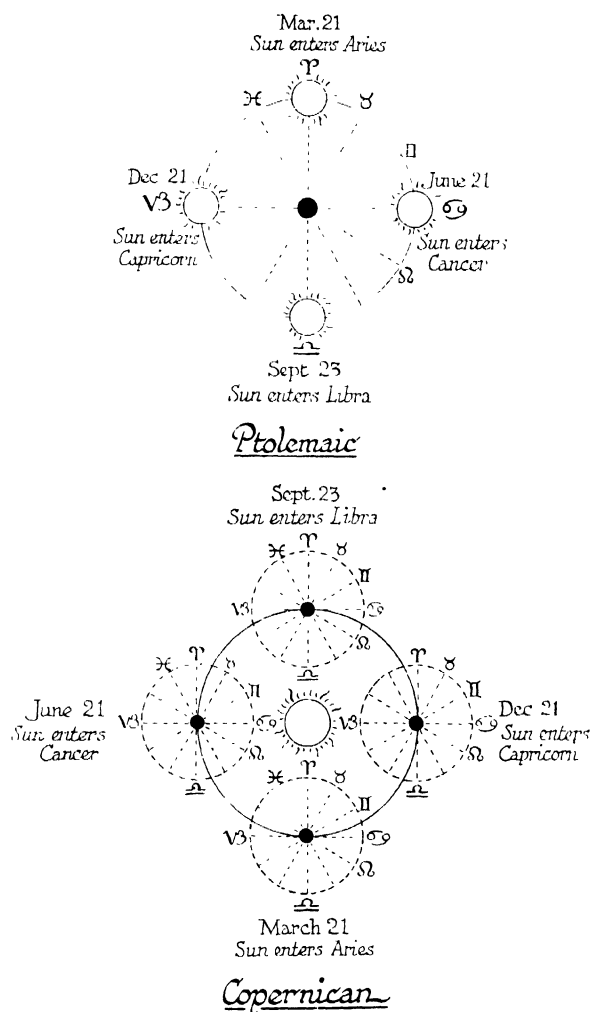 Mar. 21
Sun enters Aries
♈
♓ ♉
♊
Dec 21
♑
Sun enters
Capricorn
June 21
♋
Sun enters
Cancer
♌
♎
Sept 23
Sun enters Libra
Ptolemaic
Sept. 23
Sun enters Libra
♓ ♈ ♉
♊
♑ ♋
♌
♎
June 21
Sun enters
Cancer
♓ ♈ ♉
♊
♑ ♋
♌
♎
♈ ♉
♊
♑ ♋
♌
♎
Dec 21
Sun enters
Capricorn
♓ ♈ ♉
♊
♑ ♋
♌
♎
March 21
Sun enters Aries
Copernican